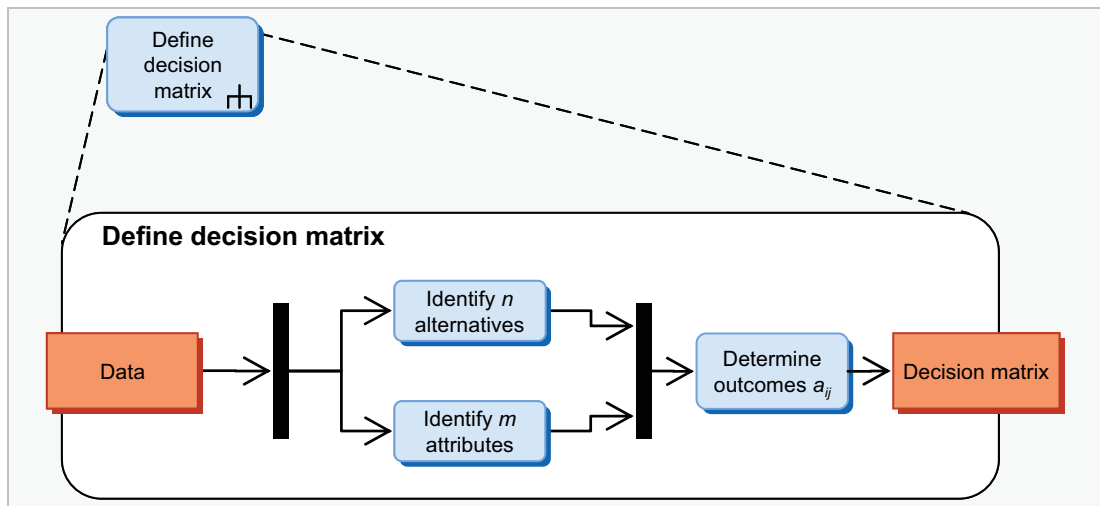 Define
decision
matrix
Define decision matrix
Data
Identify n
alternatives
Identify m
attributes
Determine
outcomes aij
Decision matrix